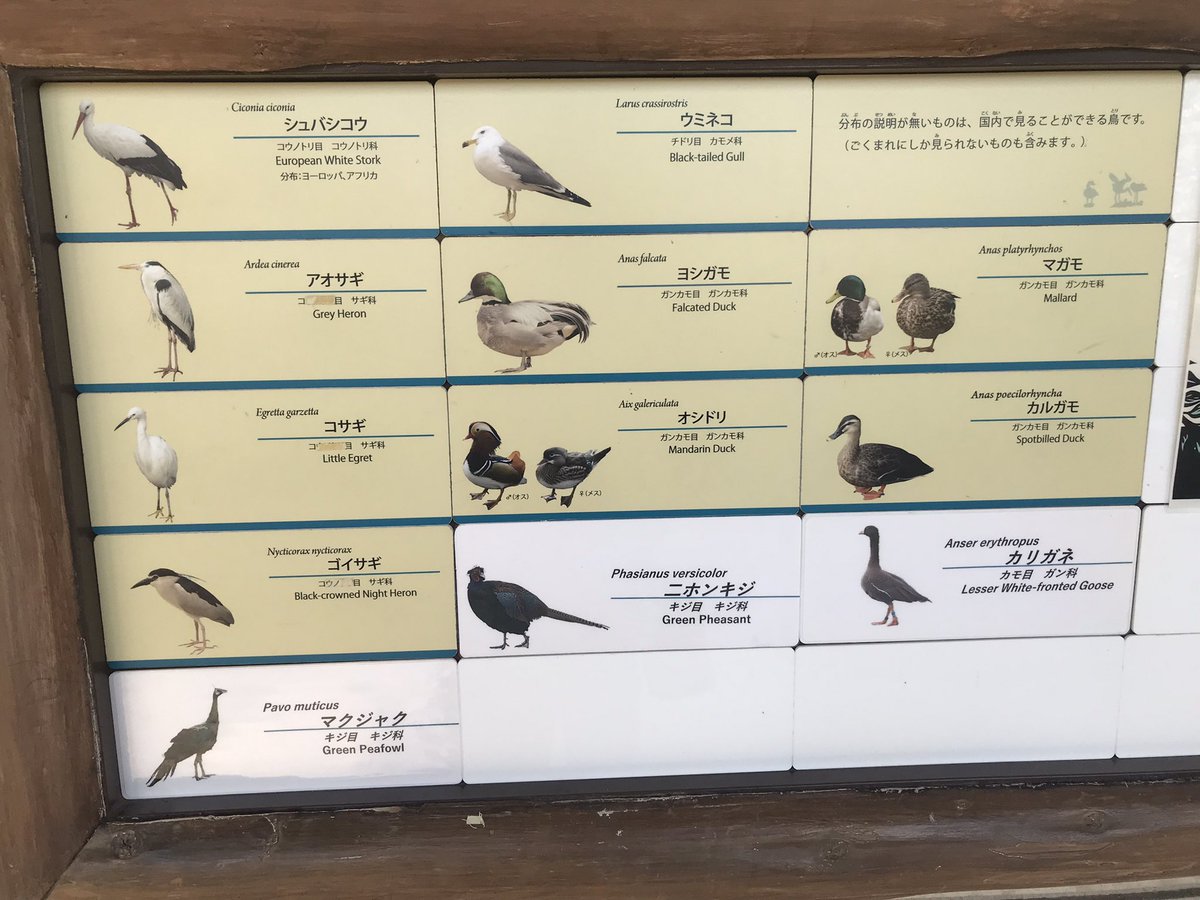 Ciconia ciconia
シュバシコウ
コウノトリ目 コウノトリ科
European White Stork
分布:ヨーロッパ、アフリカ
Larus crassirostris
ウミネコ
チドリ目 カモメ科
Black-tailed Gull
分布の説明が無いものは、国内で見ることができる鳥です。
(ごくまれにしか見られないものも含みます。)
Ardea cinerea
アオサギ
コ 目 サギ科
Grey Heron
Anas falcata
ヨシガモ
ガンカモ目 ガンカモ科
Falcated Duck
Anas platyrhynchos
マガモ
ガンカモ目 ガンカモ科
Mallard
♂(オス) ♀(メス)
Egretta garzetta
コサギ
コ 目 サギ科
Little Egret
Aix galericulata
オシドリ
ガンカモ目 ガンカモ科
Mandarin Duck
♂(オス) ♀(メス)
Anas poecilorhyncha
カルガモ
ガンカモ目 ガンカモ科
Spotbilled Duck
Nycticorax nycticorax
ゴイサギ
コウノ 目 サギ科
Black-crowned Night Heron
Phasianus versicolor
ニホンキジ
キジ目 キジ科
Green Pheasant
Anser erythropus
カリガネ
カモ目 ガン科
Lesser White-fronted Goose
Pavo muticus
マクジャク
キジ目 キジ科
Green Peafowl